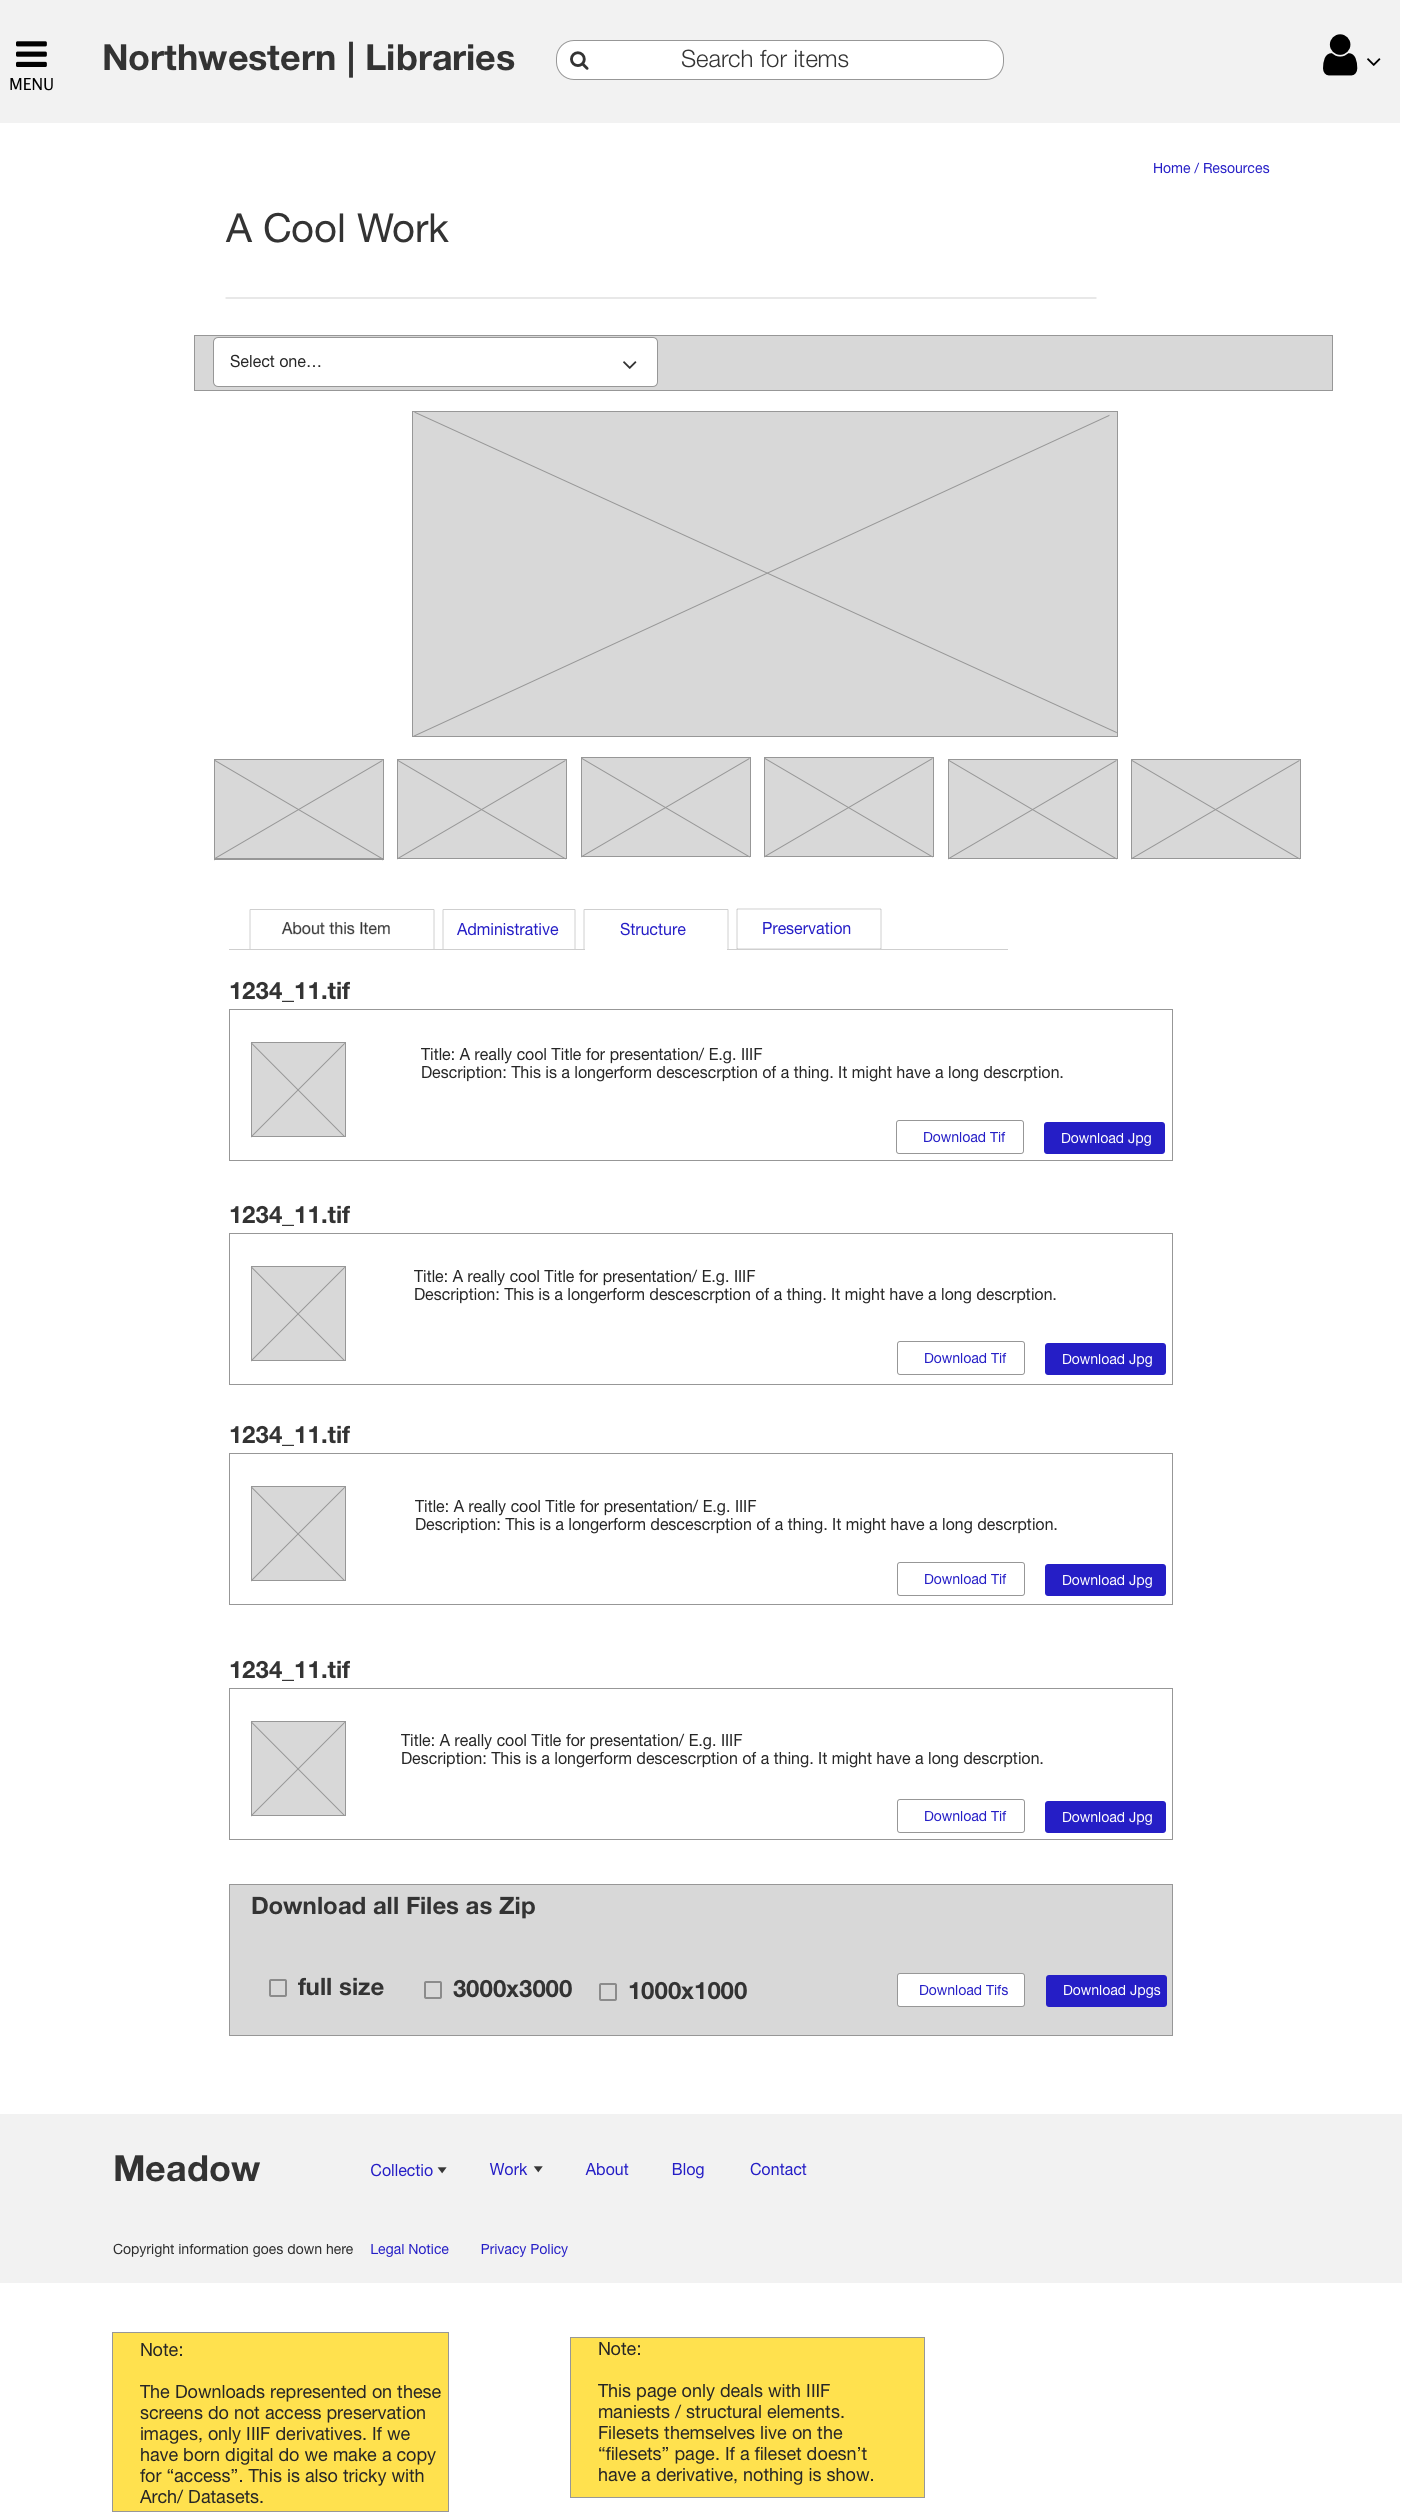 MENU
Northwestern | Libraries
Search for items
Home / Resources
A Cool Work
Select one...
About this Item
Administrative
Structure
Preservation
1234_11.tif
Title: A really cool Title for presentation/ E.g. IIIF
Description: This is a longerform descescrption of a thing. It might have a long descrption.
Download Tif
Download Jpg
1234_11.tif
Title: A really cool Title for presentation/ E.g. IIIF
Description: This is a longerform descescrption of a thing. It might have a long descrption.
Download Tif
Download Jpg
1234_11.tif
Title: A really cool Title for presentation/ E.g. IIIF
Description: This is a longerform descescrption of a thing. It might have a long descrption.
Download Tif
Download Jpg
1234_11.tif
Title: A really cool Title for presentation/ E.g. IIIF
Description: This is a longerform descescrption of a thing. It might have a long descrption.
Download Tif
Download Jpg
Download all Files as Zip
full size
3000x3000
1000x1000
Download Tifs
Download Jpgs
Meadow
Collectio
Work
About
Blog
Contact
Copyright information goes down here
Legal Notice
Privacy Policy
Note:
The Downloads represented on these
screens do not access preservation
images, only IIIF derivatives. If we
have born digital do we make a copy
for “access”. This is also tricky with
Arch/ Datasets.
Note:
This page only deals with IIIF
maniests / structural elements.
Filesets themselves live on the
“filesets” page. If a fileset doesn’t
have a derivative, nothing is show.